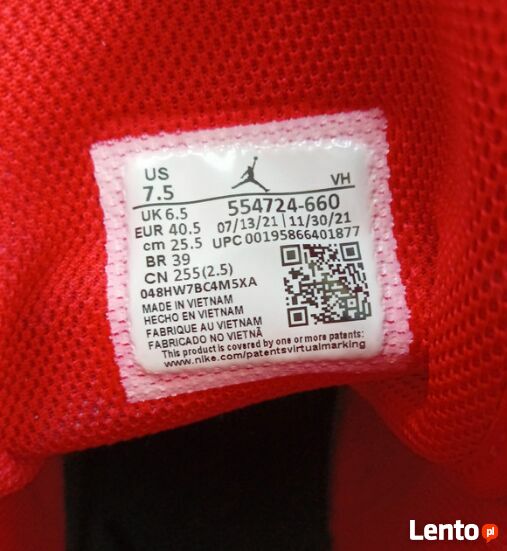 US
7.5
VH
UK 6.5
554724-660
EUR 40.5
07/13/21 11/30/21
cm 25.5
UPC 00195866401877
BR 39
CN 255(2.5)
048HW7BC4M5XA
MADE IN VIETNAM
HECHO EN VIETNAM
FABRIQUE AU VIETNAM
FABRICADO NO VIETNÃ
This product is covered by one or more patents:
www.nike.com/patentsvirtualmarking
Lento pl